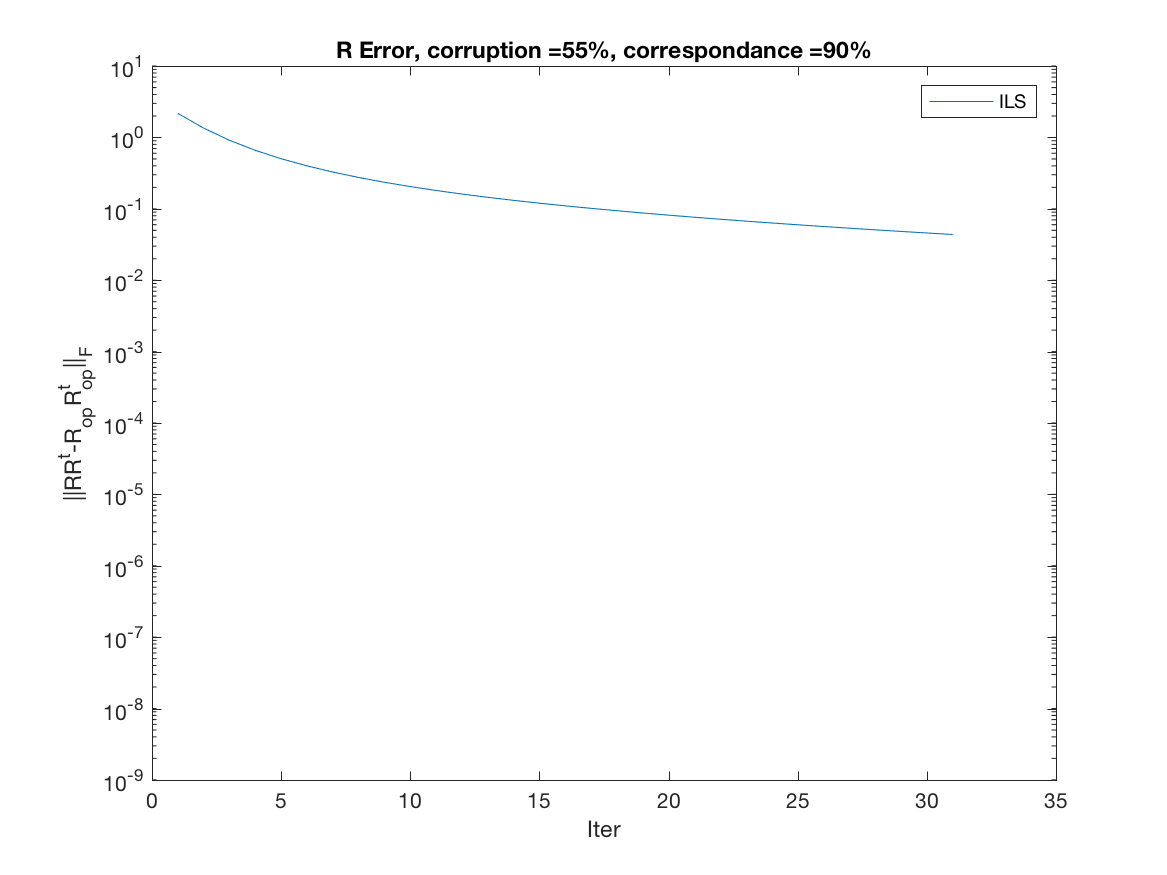 R Error, corruption =55%, correspondance =90%
ILS
10^1
10^0
10^-1
10^-2
10^-3
10^-4
10^-5
10^-6
10^-7
10^-8
10^-9
||RR^t-R_op R^t_op||_F
0 5 10 15 20 25 30 35
Iter